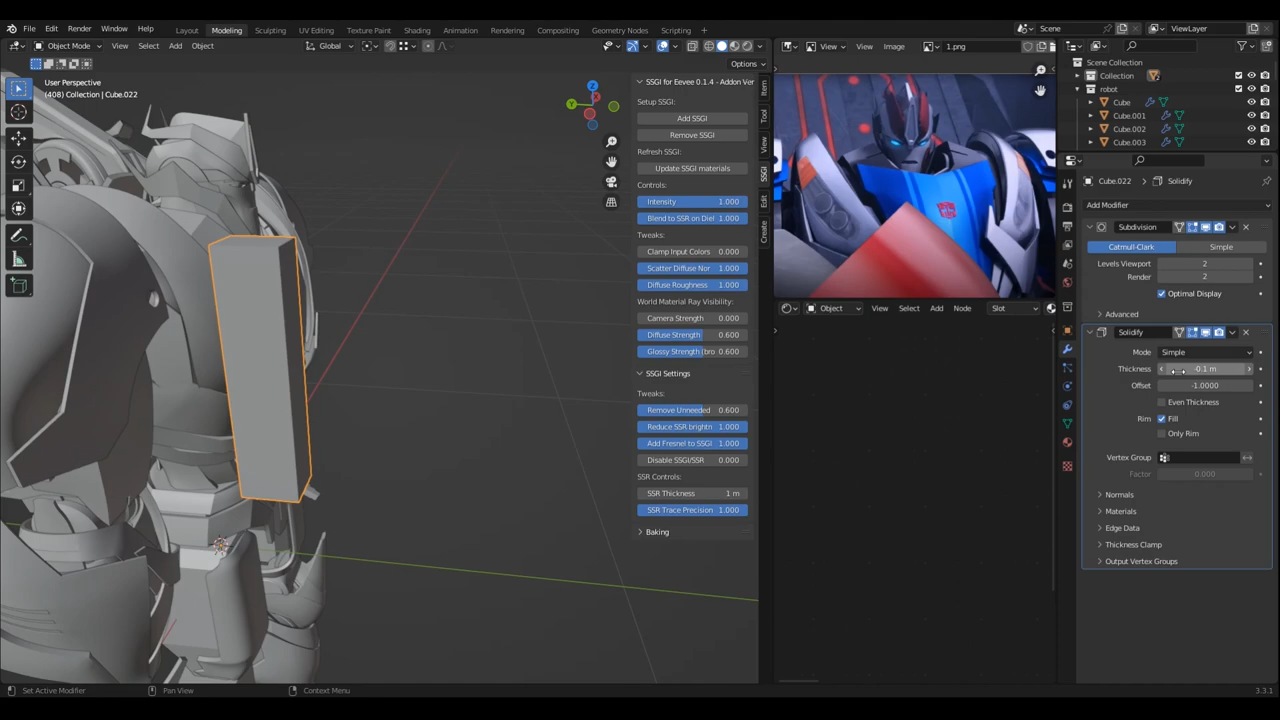 File Edit Render Window Help Layout Modeling Sculpting UV Editing Texture Paint Shading Animation Rendering Compositing Geometry Nodes Scripting + Scene ViewLayer
Object Mode View Select Add Object Global View View Image 1.png
Options
User Perspective
(408) Collection | Cube.022
SSGI for Eevee 0.1.4 - Addon Ver
Setup SSGI:
Add SSGI
Remove SSGI
Refresh SSGI:
Update SSGI materials
Controls:
Intensity 1.000
Blend to SSR on Diel 1.000
Tweaks:
Clamp Input Colors 0.000
Scatter Diffuse Nor 1.000
Diffuse Roughness 1.000
World Material Ray Visibility:
Camera Strength 0.000
Diffuse Strength 0.600
Glossy Strength (bro 0.600
SSGI Settings
Tweaks:
Remove Unneeded 0.600
Reduce SSR brightn 1.000
Add Fresnel to SSGI 1.000
Disable SSGI/SSR 0.000
SSR Controls:
SSR Thickness 1 m
SSR Trace Precision 1.000
Baking
Item
Tool
View
SSGI
Edit
Create
X
Y
Z
Object View Select Add Node Slot
Scene Collection
Collection
robot
Cube
Cube.001
Cube.002
Cube.003
Cube.022 Solidify
Add Modifier
Subdivision
Catmull-Clark Simple
Levels Viewport 2
Render 2
Optimal Display
Advanced
Solidify
Mode Simple
Thickness -0.1 m
Offset -1.0000
Even Thickness
Rim Fill
Only Rim
Vertex Group
Factor 0.000
Normals
Materials
Edge Data
Thickness Clamp
Output Vertex Groups
Set Active Modifier Pan View Context Menu 3.3.1